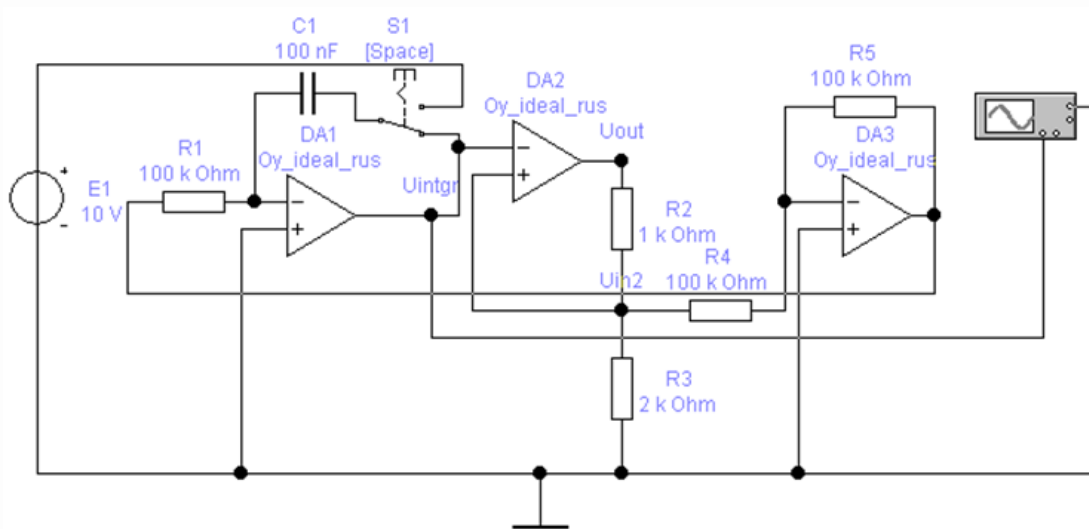 C1
100 nF
S1
[Space]
DA2
Oy_ideal_rus
R5
100 k Ohm
R1
100 k Ohm
DA1
Oy_ideal_rus
Uout
DA3
Oy_ideal_rus
E1
10 V
Uintgr
R2
1 k Ohm
R4
100 k Ohm
Uin2
R3
2 k Ohm